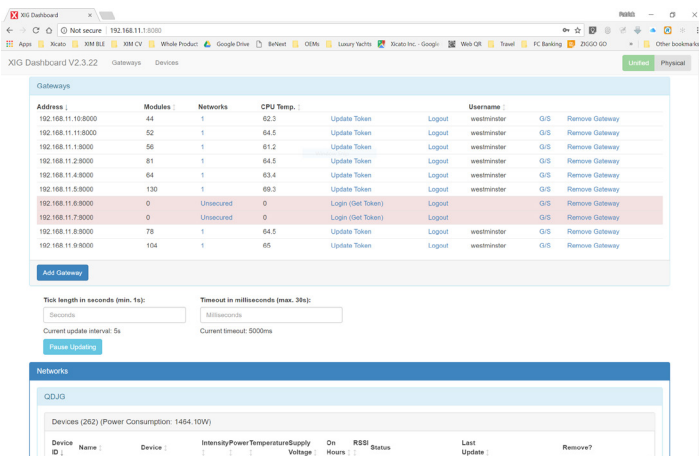 XIG Dashboard
Not secure | 192.168.11.1:8080
Apps Xicato XIM BLE XIM CV Whole Product Google Drive BeNext OEMs Luxury Yachts Xicato Inc. - Google Web QR Travel FC Banking ZIGGO GO » Other bookmarks
XIG Dashboard V2.3.22 Gateways Devices Unified Physical
Gateways
Address Modules Networks CPU Temp. Username
192.168.11.10:8000 44 1 62.3 Update Token Logout westminster G/S Remove Gateway
192.168.11.11:8000 52 1 64.5 Update Token Logout westminster G/S Remove Gateway
192.168.11.1:8000 56 1 61.2 Update Token Logout westminster G/S Remove Gateway
192.168.11.2:8000 81 1 64.5 Update Token Logout westminster G/S Remove Gateway
192.168.11.4:8000 64 1 63.4 Update Token Logout westminster G/S Remove Gateway
192.168.11.5:8000 130 1 69.3 Update Token Logout westminster G/S Remove Gateway
192.168.11.6:8000 0 Unsecured 0 Login (Get Token) Logout G/S Remove Gateway
192.168.11.7:8000 0 Unsecured 0 Login (Get Token) Logout G/S Remove Gateway
192.168.11.8:8000 78 1 64.5 Update Token Logout westminster G/S Remove Gateway
192.168.11.9:8000 104 1 65 Update Token Logout westminster G/S Remove Gateway
Add Gateway
Tick length in seconds (min. 1s): Timeout in milliseconds (max. 30s):
Seconds Milliseconds
Current update interval: 5s Current timeout: 5000ms
Pause Updating
Networks
QDJG
Devices (262) (Power Consumption: 1464.10W)
Device ID Name Device Intensity Power Temperature Supply Voltage On Hours RSSI Status Last Update Remove?